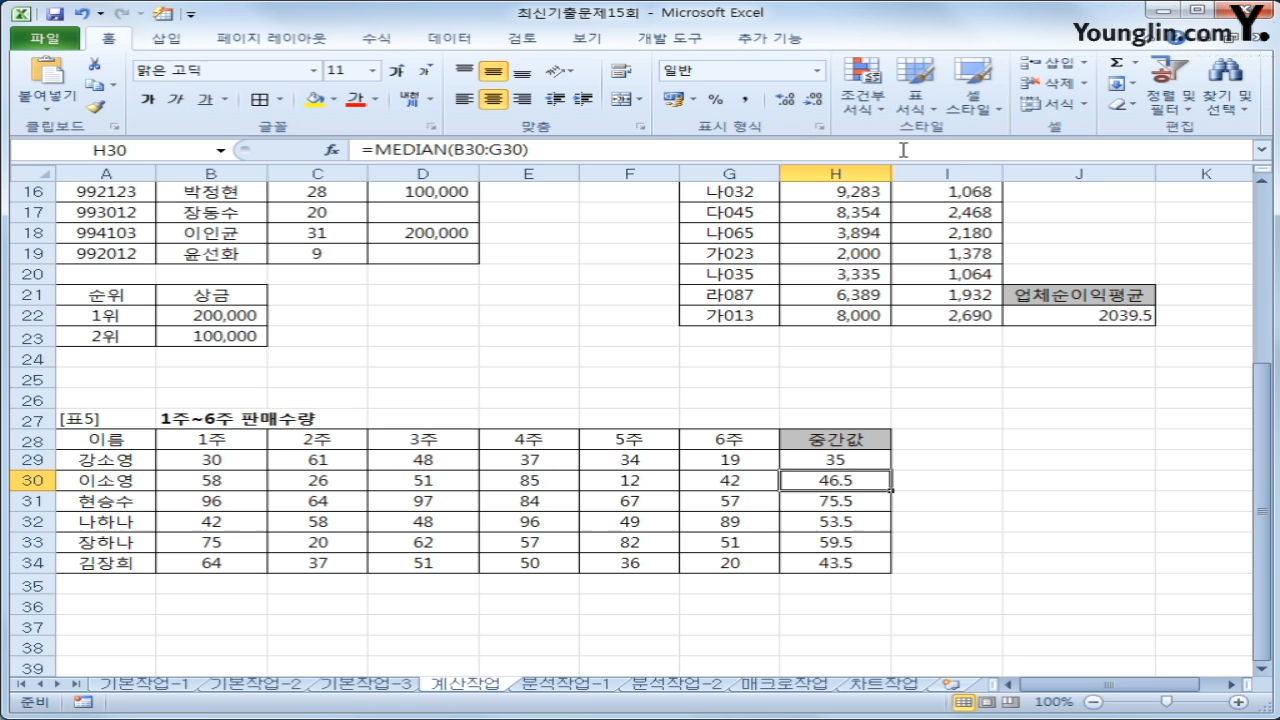 최신기출문제15회 - Microsoft Excel
Younglin.com Y.
파일 홈 삽입 페이지 레이아웃 수식 데이터 검토 보기 개발 도구 추가 기능
맑은 고딕 11 가 가 일반 Σ 삽입 삭제 서식
붙여넣기 가 가 가 가 % 조건부 서식 표 서식 셀 스타일 정렬 및 필터 찾기 및 선택
클립보드 글꼴 맞춤 표시 형식 스타일 셀 편집
H30 fx =MEDIAN(B30:G30)
A B C D E F G H I J K
16 992123 박정현 28 100,000 나032 9,283 1,068
17 993012 장동수 20 다045 8,354 2,468
18 994103 이인균 31 200,000 나065 3,894 2,180
19 992012 윤선화 9 가023 2,000 1,378
20 나035 3,335 1,064
21 순위 상금 라087 6,389 1,932 업체순이익평균
22 1위 200,000 가013 8,000 2,690 2039.5
23 2위 100,000
24
25
26
27 [표5] 1주~6주 판매수량
28 이름 1주 2주 3주 4주 5주 6주 중간값
29 강소영 30 61 48 37 34 19 35
30 이소영 58 26 51 85 12 42 46.5
31 현승수 96 64 97 84 67 57 75.5
32 나하나 42 58 48 96 49 89 53.5
33 장하나 75 20 62 57 82 51 59.5
34 김장희 64 37 51 50 36 20 43.5
35
36
37
38
39
기본작업-1 기본작업-2 기본작업-3 계산작업 분석작업-1 분석작업-2 매크로작업 차트작업
준비 100%